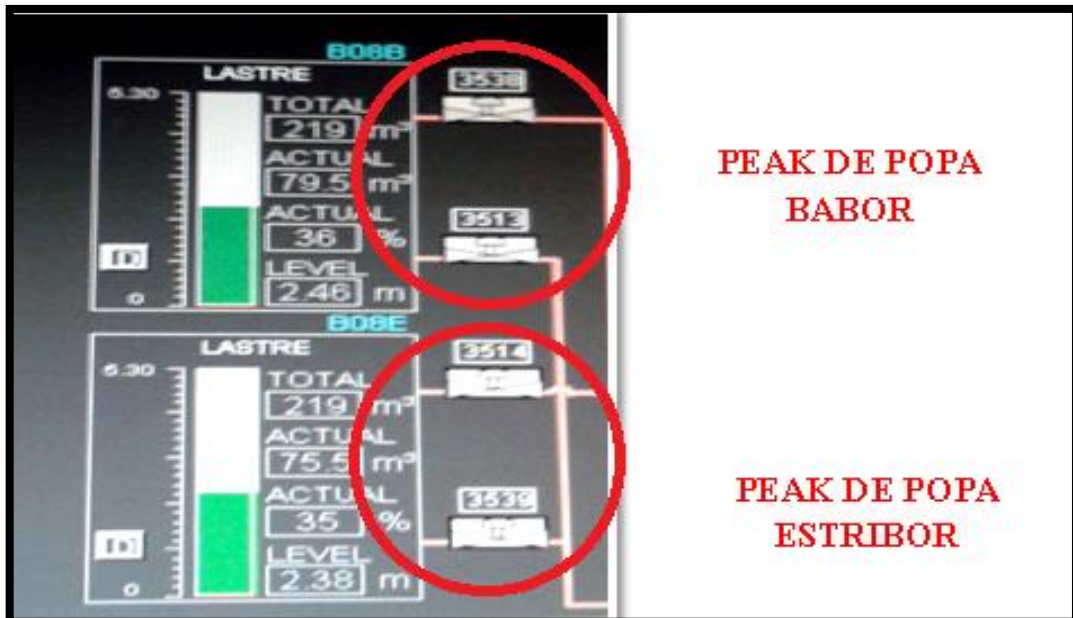 B08B
LASTRE
3538
6.30
TOTAL
219 m³
ACTUAL
79.5 m³
ACTUAL
3513
36 %
[D]
LEVEL
0
2.46 m
B08E
LASTRE
3514
6.30
TOTAL
219 m³
ACTUAL
75.5 m³
ACTUAL
3539
35 %
[D]
LEVEL
0
2.38 m
PEAK DE POPA
BABOR
PEAK DE POPA
ESTRIBOR